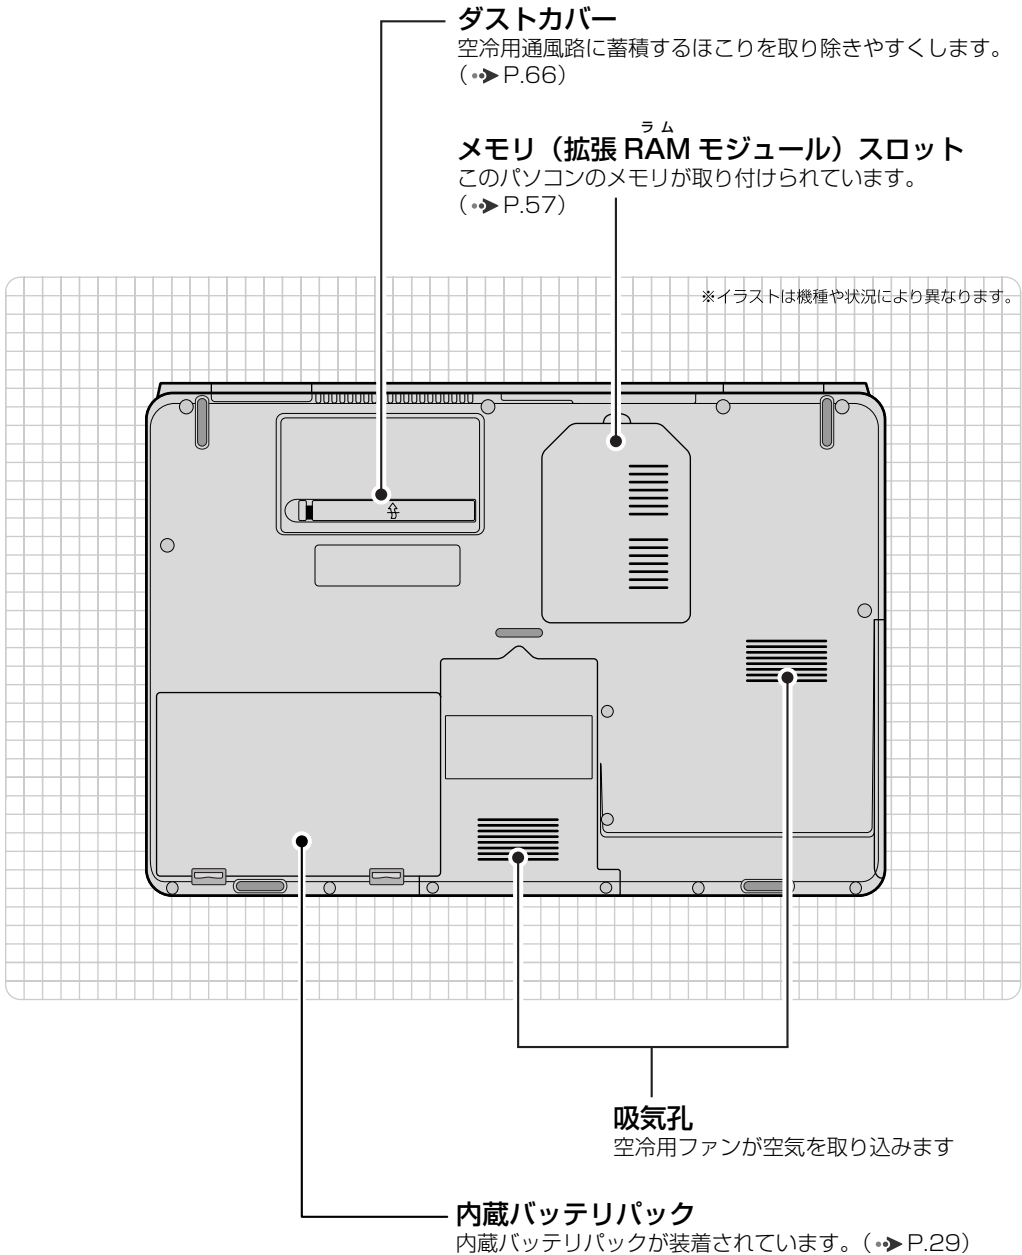 ダストカバー
空冷用通風路に蓄積するほこりを取り除きやすくします。
（ P.66）
ラム
メモリ（拡張 RAM モジュール）スロット
このパソコンのメモリが取り付けられています。
（ P.57）
※イラストは機種や状況により異なります。
吸気孔
空冷用ファンが空気を取り込みます
内蔵バッテリパック
内蔵バッテリパックが装着されています。（ P.29）